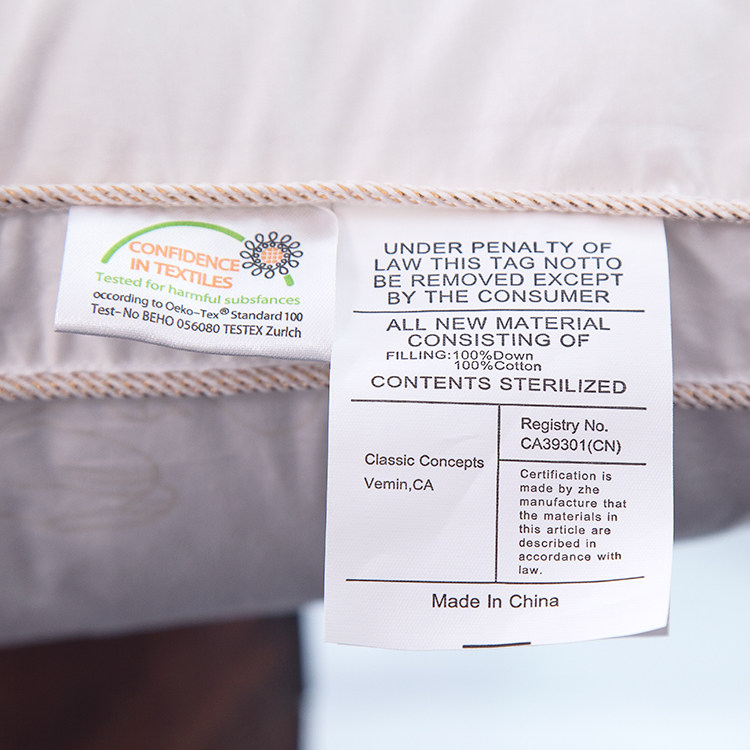 CONFIDENCE
IN TEXTILES
Tested for harmful subsfances
occording to Oeko-Tex® Standard 100
Test-No BEHO 056080 TESTEX Zurlch
UNDER PENALTY OF
LAW THIS TAG NOTTO
BE REMOVED EXCEPT
BY THE CONSUMER
ALL NEW MATERIAL
CONSISTING OF
FILLING:100%Down
100%Cotton
CONTENTS STERILIZED
Classic Concepts
Vemin,CA
Registry No.
CA39301(CN)
Certification is
made by zhe
manufacture that
the materials in
this article are
described in
accordance with
law.
Made In China